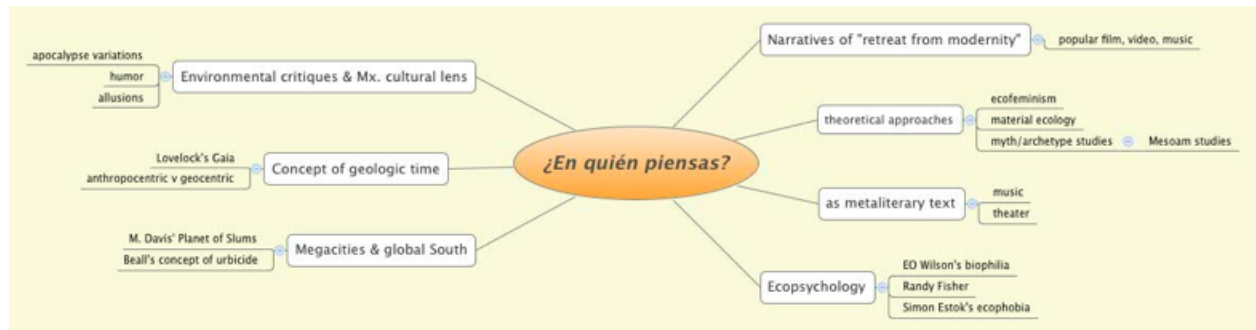 Narratives of "retreat from modernity"
popular film, video, music
apocalypse variations
humor
allusions
Environmental critiques & Mx. cultural lens
theoretical approaches
ecofeminism
material ecology
myth/archetype studies
Mesoam studies
¿En quién piensas?
Lovelock's Gaia
anthropocentric v geocentric
Concept of geologic time
as metaliterary text
music
theater
M. Davis' Planet of Slums
Beall's concept of urbicide
Megacities & global South
Ecopsychology
EO Wilson's biophilia
Randy Fisher
Simon Estok's ecophobia